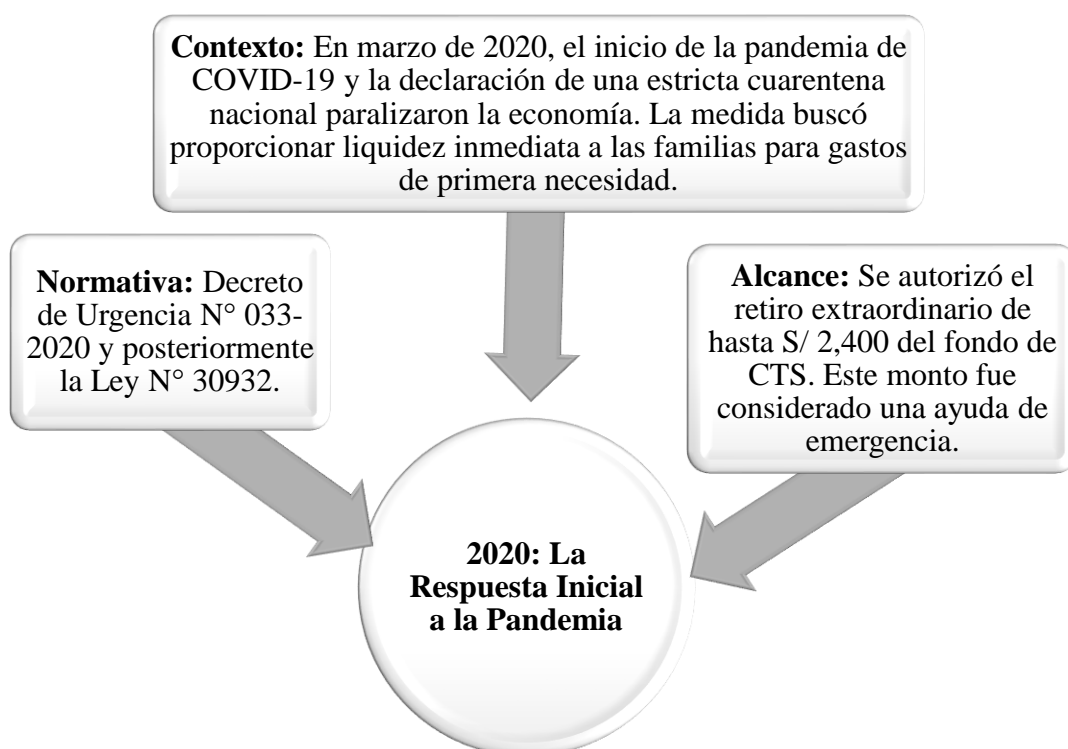 Contexto: En marzo de 2020, el inicio de la pandemia de
COVID-19 y la declaración de una estricta cuarentena
nacional paralizaron la economía. La medida buscó
proporcionar liquidez inmediata a las familias para gastos
de primera necesidad.
Normativa: Decreto
de Urgencia N° 033-
2020 y posteriormente
la Ley N° 30932.
Alcance: Se autorizó el
retiro extraordinario de
hasta S/ 2,400 del fondo de
CTS. Este monto fue
considerado una ayuda de
emergencia.
2020: La
Respuesta Inicial
a la Pandemia